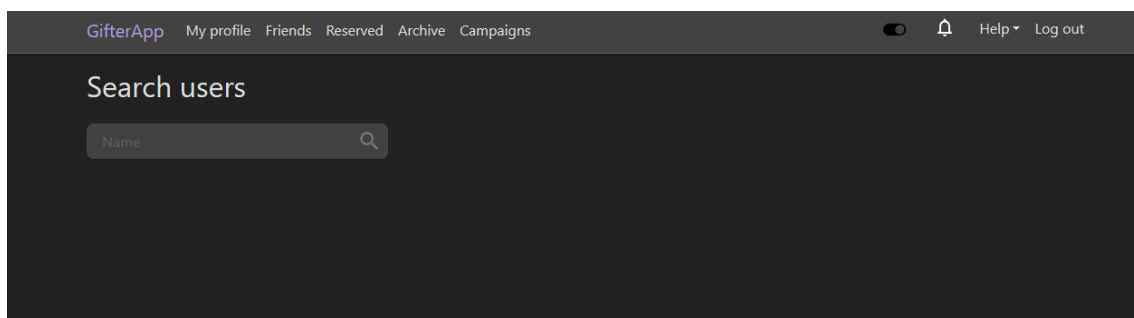 GifterApp My profile Friends Reserved Archive Campaigns Help Log out
Search users
Name